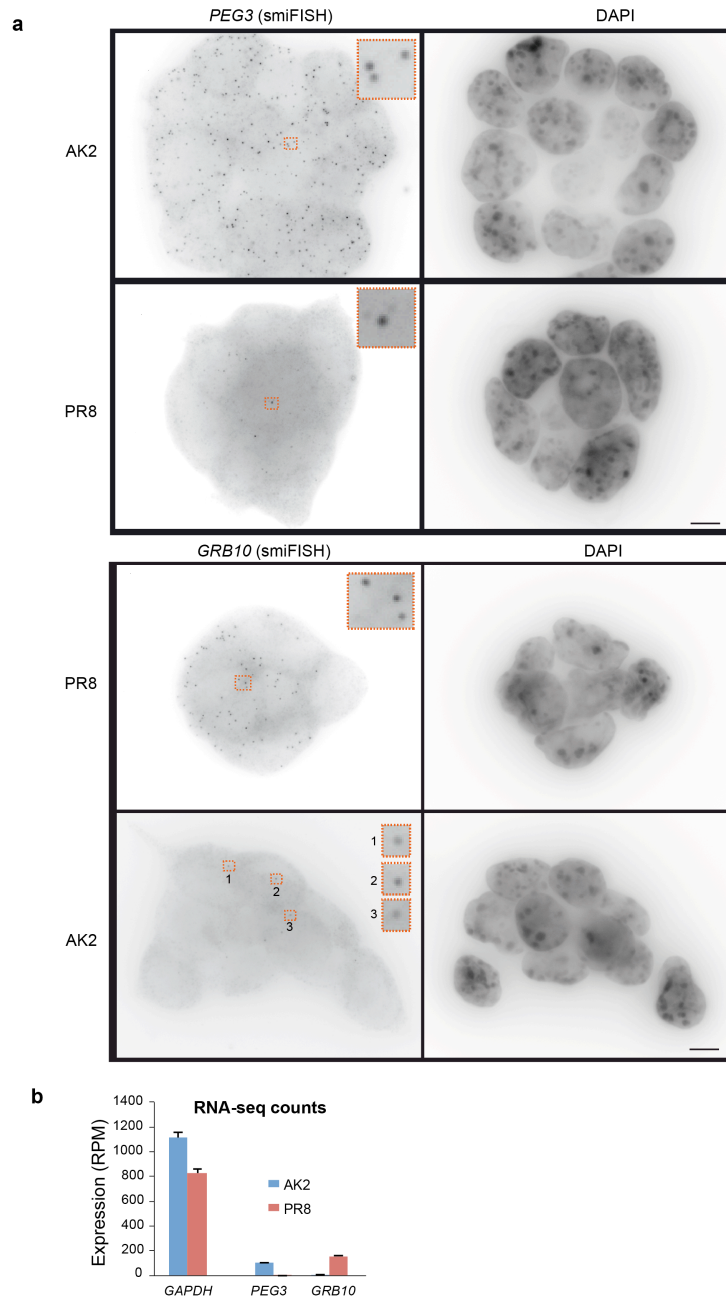 a
PEG3 (smiFISH)
DAPI
AK2
PR8
GRB10 (smiFISH)
DAPI
PR8
1
2
3
1
2
3
AK2
b
RNA-seq counts
Expression (RPM)
1400
1200
1000
800
600
400
200
0
AK2
PR8
GAPDH PEG3 GRB10